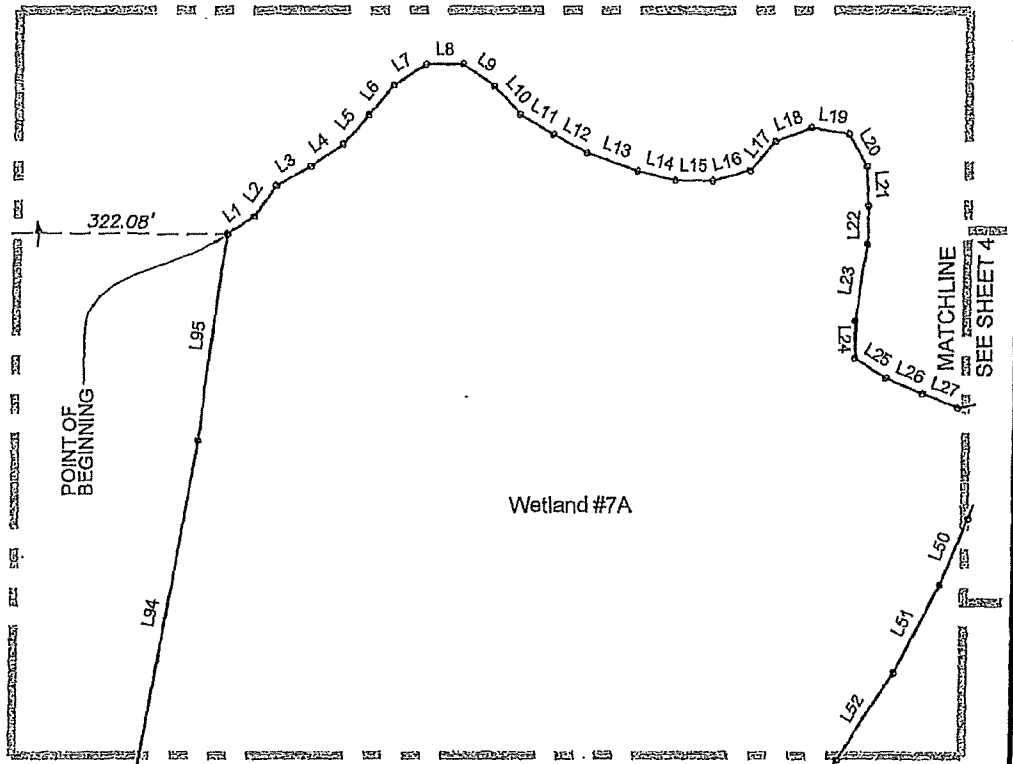 L1
L2
L3
L4
L5
L6
L7
L8
L9
L10
L11
L12
L13
L14
L15
L16
L17
L18
L19
L20
L21
L22
L23
L24
L25
L26
L27
MATCHLINE
SEE SHEET 4
322.08'
POINT OF
BEGINNING
L95
L94
Wetland #7A
L50
L51
L52